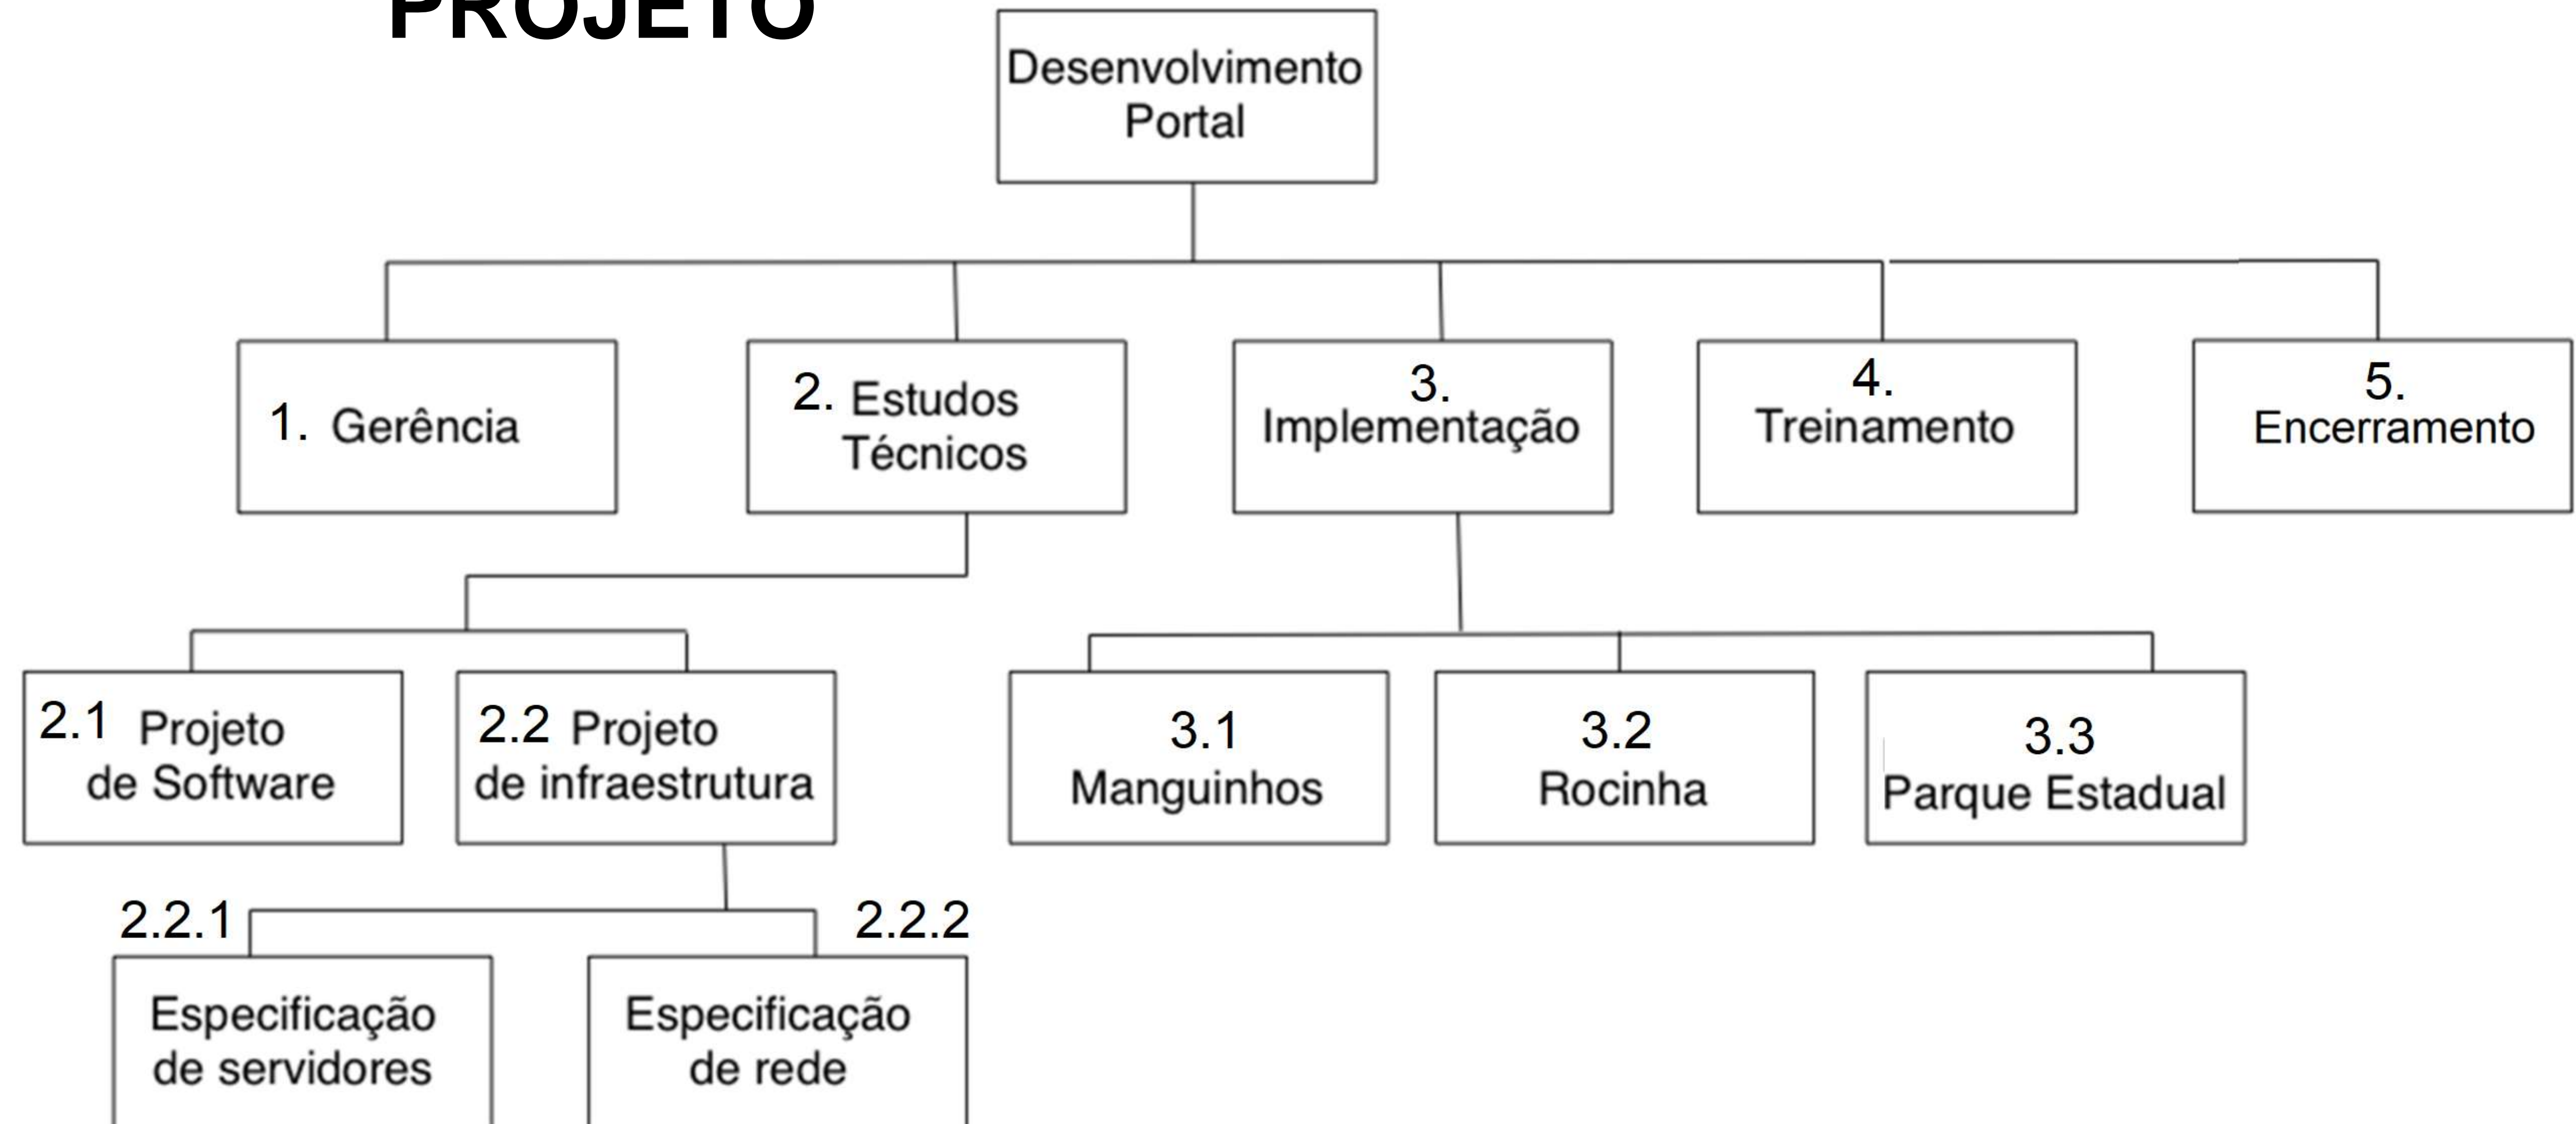 PROJETO
Desenvolvimento
Portal
1. Gerência
2. Estudos
Técnicos
3.
Implementação
4.
Treinamento
5.
Encerramento
2.1 Projeto
de Software
2.2 Projeto
de infraestrutura
3.1
Manguinhos
3.2
Rocinha
3.3
Parque Estadual
2.2.1
Especificação
de servidores
2.2.2
Especificação
de rede